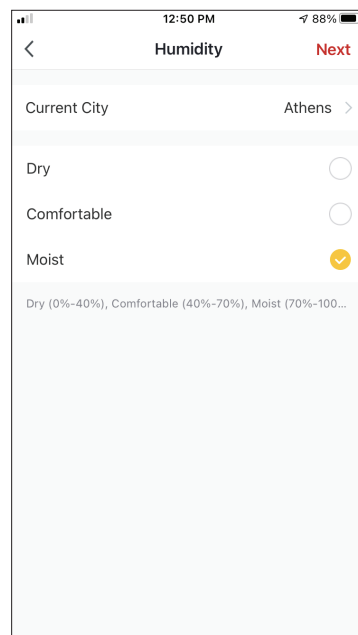 12:50 PM 88%
Humidity Next
Current City Athens
Dry
Comfortable
Moist
Dry (0%-40%), Comfortable (40%-70%), Moist (70%-100...